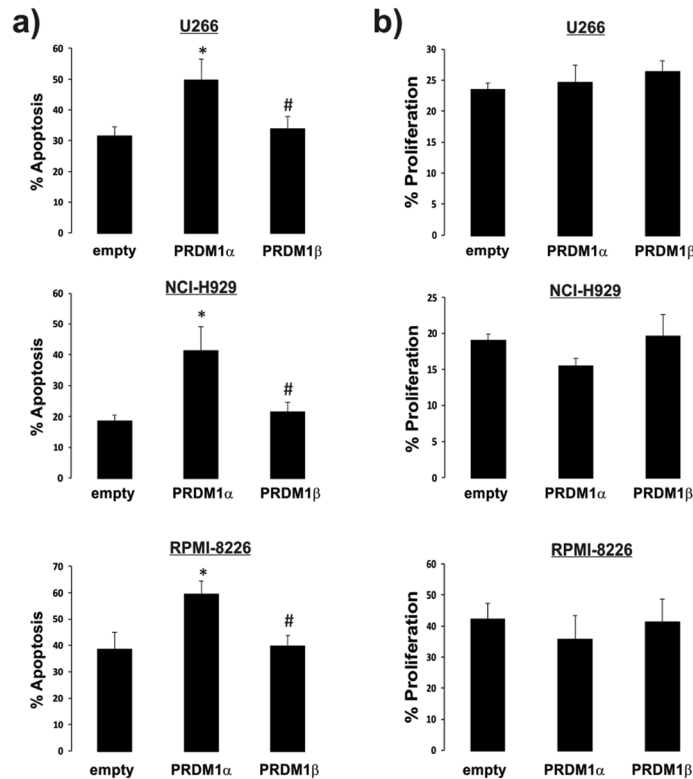 a)
U266
% Apoptosis
60
50
40
30
20
10
0
*
#
empty PRDM1α PRDM1β
NCI-H929
% Apoptosis
60
50
40
30
20
10
0
*
#
empty PRDM1α PRDM1β
RPMI-8226
% Apoptosis
70
60
50
40
30
20
10
0
*
#
empty PRDM1α PRDM1β
b)
U266
% Proliferation
30
25
20
15
10
5
0
empty PRDM1α PRDM1β
NCI-H929
% Proliferation
25
20
15
10
5
0
empty PRDM1α PRDM1β
RPMI-8226
% Proliferation
60
50
40
30
20
10
0
empty PRDM1α PRDM1β